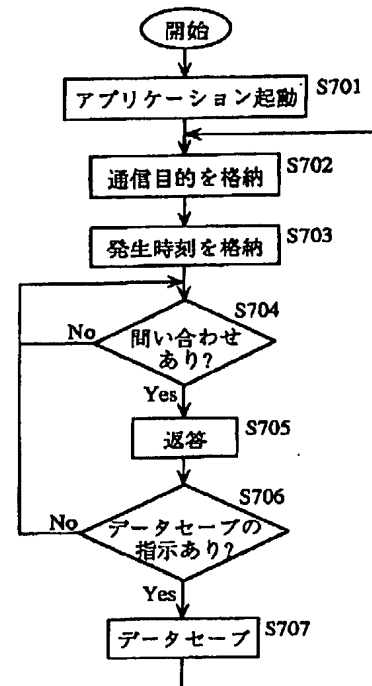 開始
アプリケーション起動
S701
通信目的を格納
S702
発生時刻を格納
S703
S704
問い合わせ
あり?
No
Yes
返答
S705
S706
データセーブの
指示あり?
No
Yes
データセーブ
S707